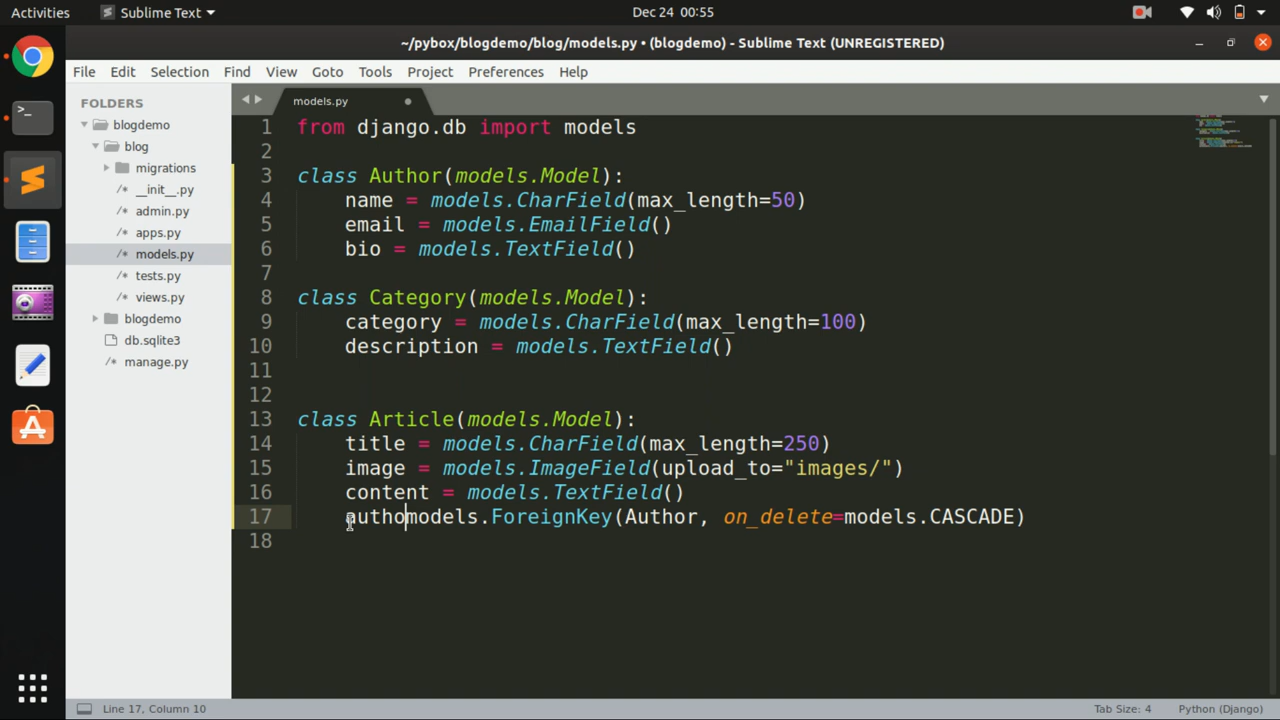 Activities
Sublime Text
Dec 24 00:55
~/pybox/blogdemo/blog/models.py • (blogdemo) - Sublime Text (UNREGISTERED)
File Edit Selection Find View Goto Tools Project Preferences Help
FOLDERS
blogdemo
blog
migrations
/* __init__.py
/* admin.py
/* apps.py
/* models.py
/* tests.py
/* views.py
blogdemo
db.sqlite3
/* manage.py
models.py
1 from django.db import models
2
3 class Author(models.Model):
4     name = models.CharField(max_length=50)
5     email = models.EmailField()
6     bio = models.TextField()
7
8 class Category(models.Model):
9     category = models.CharField(max_length=100)
10     description = models.TextField()
11
12
13 class Article(models.Model):
14     title = models.CharField(max_length=250)
15     image = models.ImageField(upload_to="images/")
16     content = models.TextField()
17     authomodels.ForeignKey(Author, on_delete=models.CASCADE)
18
Line 17, Column 10
Tab Size: 4
Python (Django)